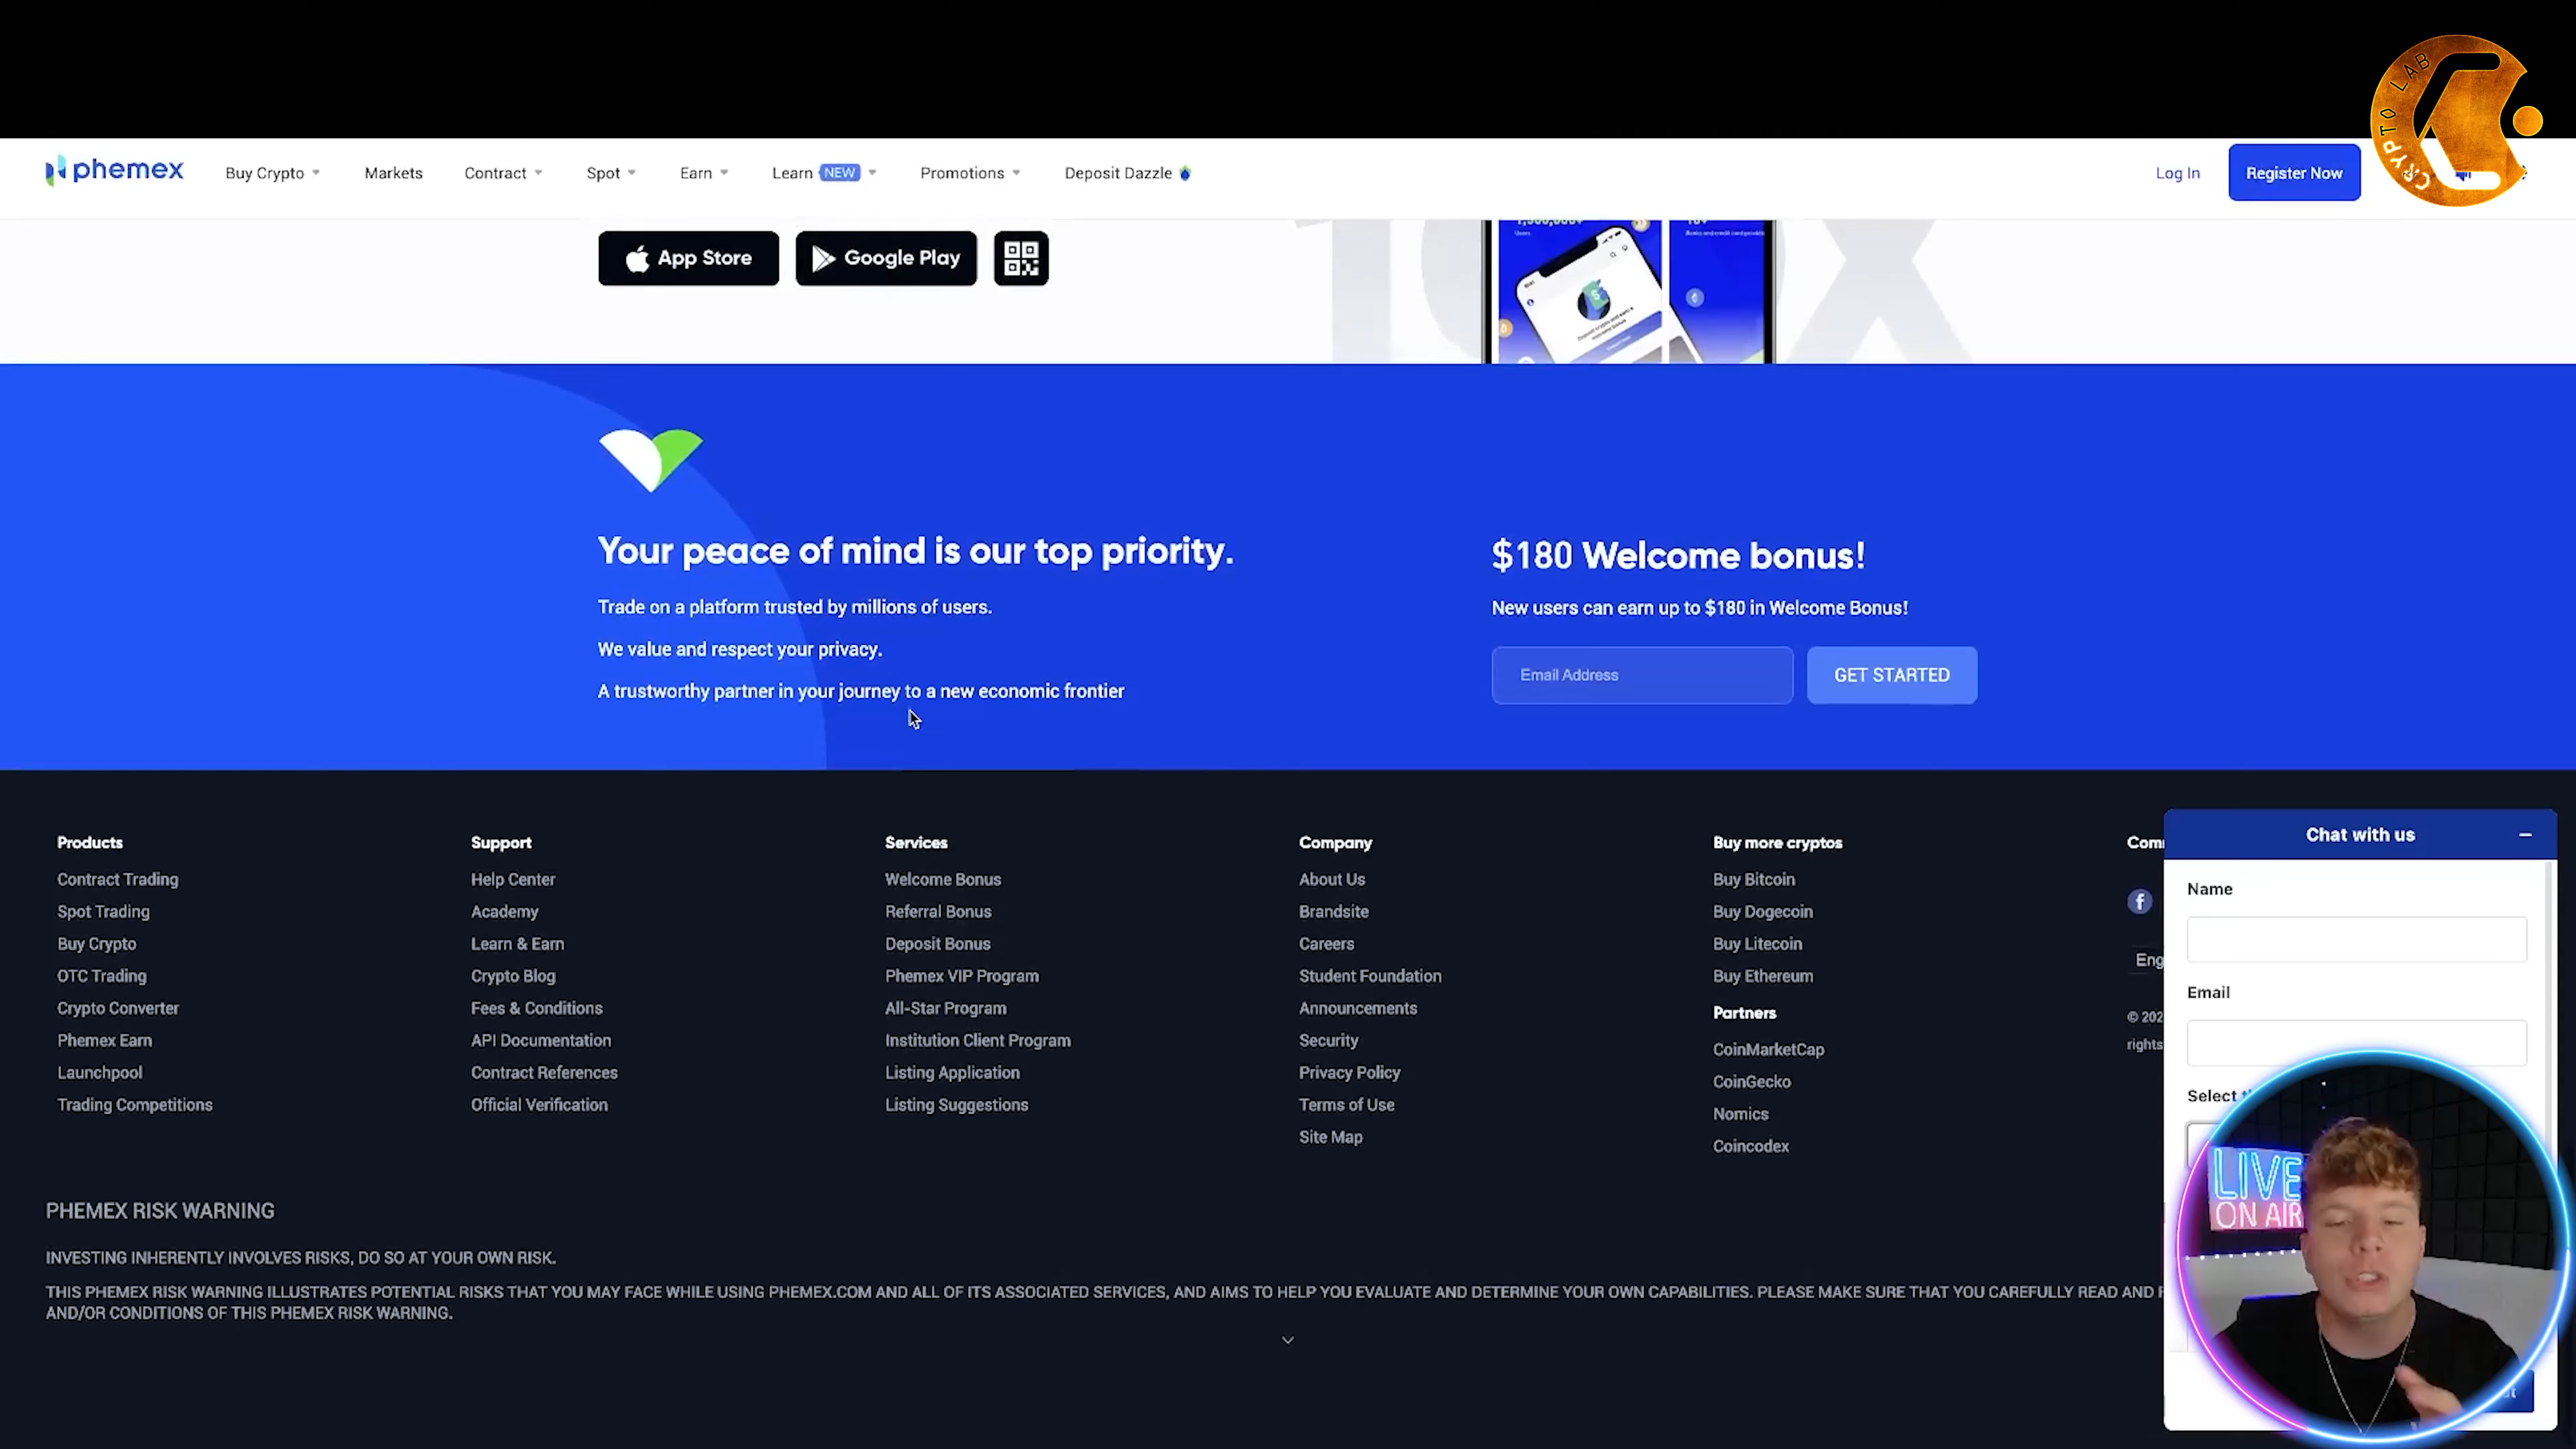 CRYPTO LAB
phemex
Buy Crypto
Markets
Contract
Spot
Earn
Learn NEW
Promotions
Deposit Dazzle
Log In
Register Now
App Store
Google Play
Your peace of mind is our top priority.
Trade on a platform trusted by millions of users.
We value and respect your privacy.
A trustworthy partner in your journey to a new economic frontier
$180 Welcome bonus!
New users can earn up to $180 in Welcome Bonus!
Email Address
GET STARTED
Products
Contract Trading
Spot Trading
Buy Crypto
OTC Trading
Crypto Converter
Phemex Earn
Launchpool
Trading Competitions
Support
Help Center
Academy
Learn & Earn
Crypto Blog
Fees & Conditions
API Documentation
Contract References
Official Verification
Services
Welcome Bonus
Referral Bonus
Deposit Bonus
Phemex VIP Program
All-Star Program
Institution Client Program
Listing Application
Listing Suggestions
Company
About Us
Brandsite
Careers
Student Foundation
Announcements
Security
Privacy Policy
Terms of Use
Site Map
Buy more cryptos
Buy Bitcoin
Buy Dogecoin
Buy Litecoin
Buy Ethereum
Partners
CoinMarketCap
CoinGecko
Nomics
Coincodex
Eng
© 202
rights
Chat with us
Name
Email
Select
LIVE
ON AIR
PHEMEX RISK WARNING
INVESTING INHERENTLY INVOLVES RISKS, DO SO AT YOUR OWN RISK.
THIS PHEMEX RISK WARNING ILLUSTRATES POTENTIAL RISKS THAT YOU MAY FACE WHILE USING PHEMEX.COM AND ALL OF ITS ASSOCIATED SERVICES, AND AIMS TO HELP YOU EVALUATE AND DETERMINE YOUR OWN CAPABILITIES. PLEASE MAKE SURE THAT YOU CAREFULLY READ AND
AND/OR CONDITIONS OF THIS PHEMEX RISK WARNING.